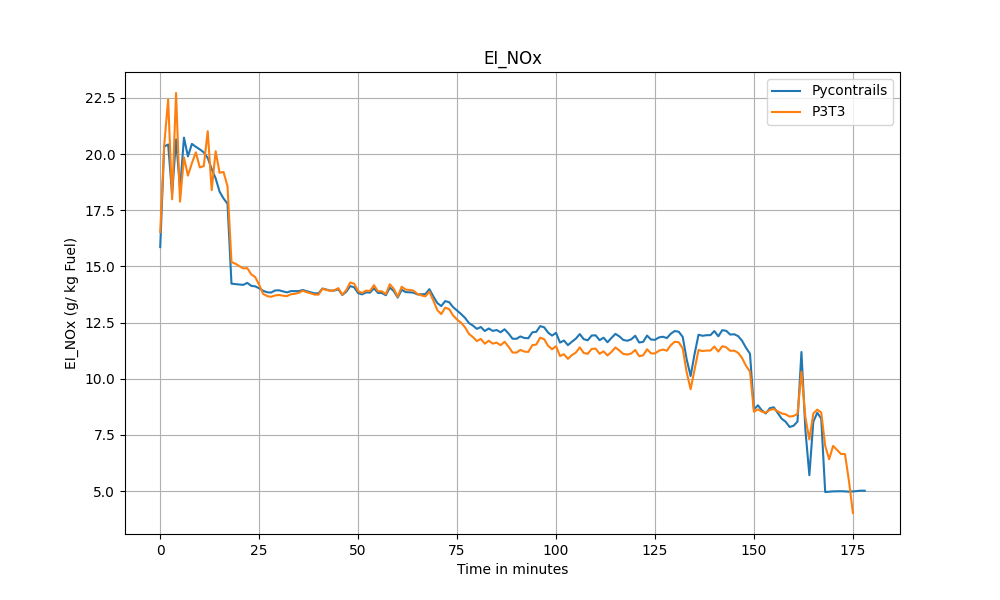 EI_NOx
Pycontrails
P3T3
EI_NOx (g/ kg Fuel)
22.5
20.0
17.5
15.0
12.5
10.0
7.5
5.0
0 25 50 75 100 125 150 175
Time in minutes